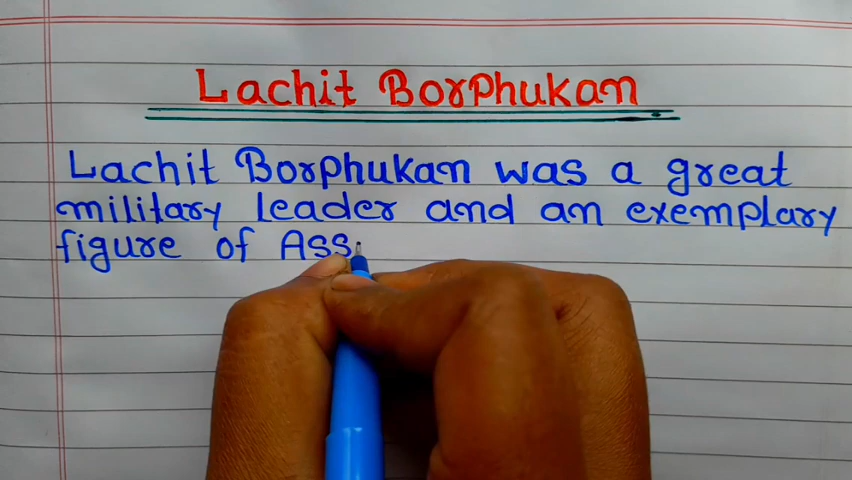 Lachit Borphukan
Lachit Borphukan was a great
military leader and an exemplary
figure of Ass